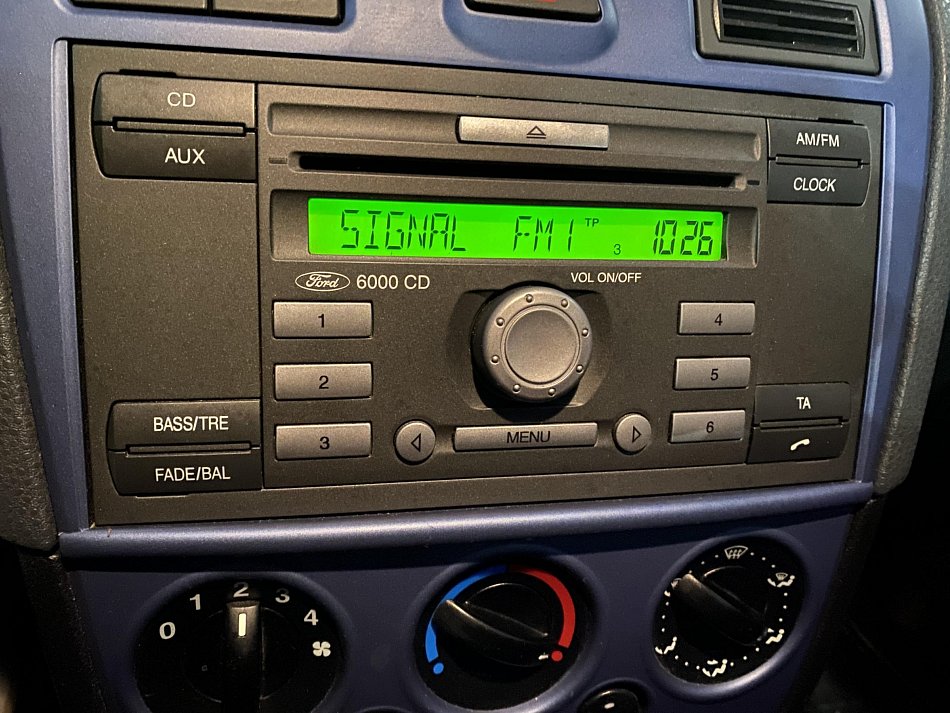 CD
AUX
AM/FM
CLOCK
SIGNAL FM1 TP 3 1026
Ford 6000 CD
VOL ON/OFF
1
2
3
4
5
6
BASS/TRE
FADE/BAL
MENU
TA
0 1 2 3 4